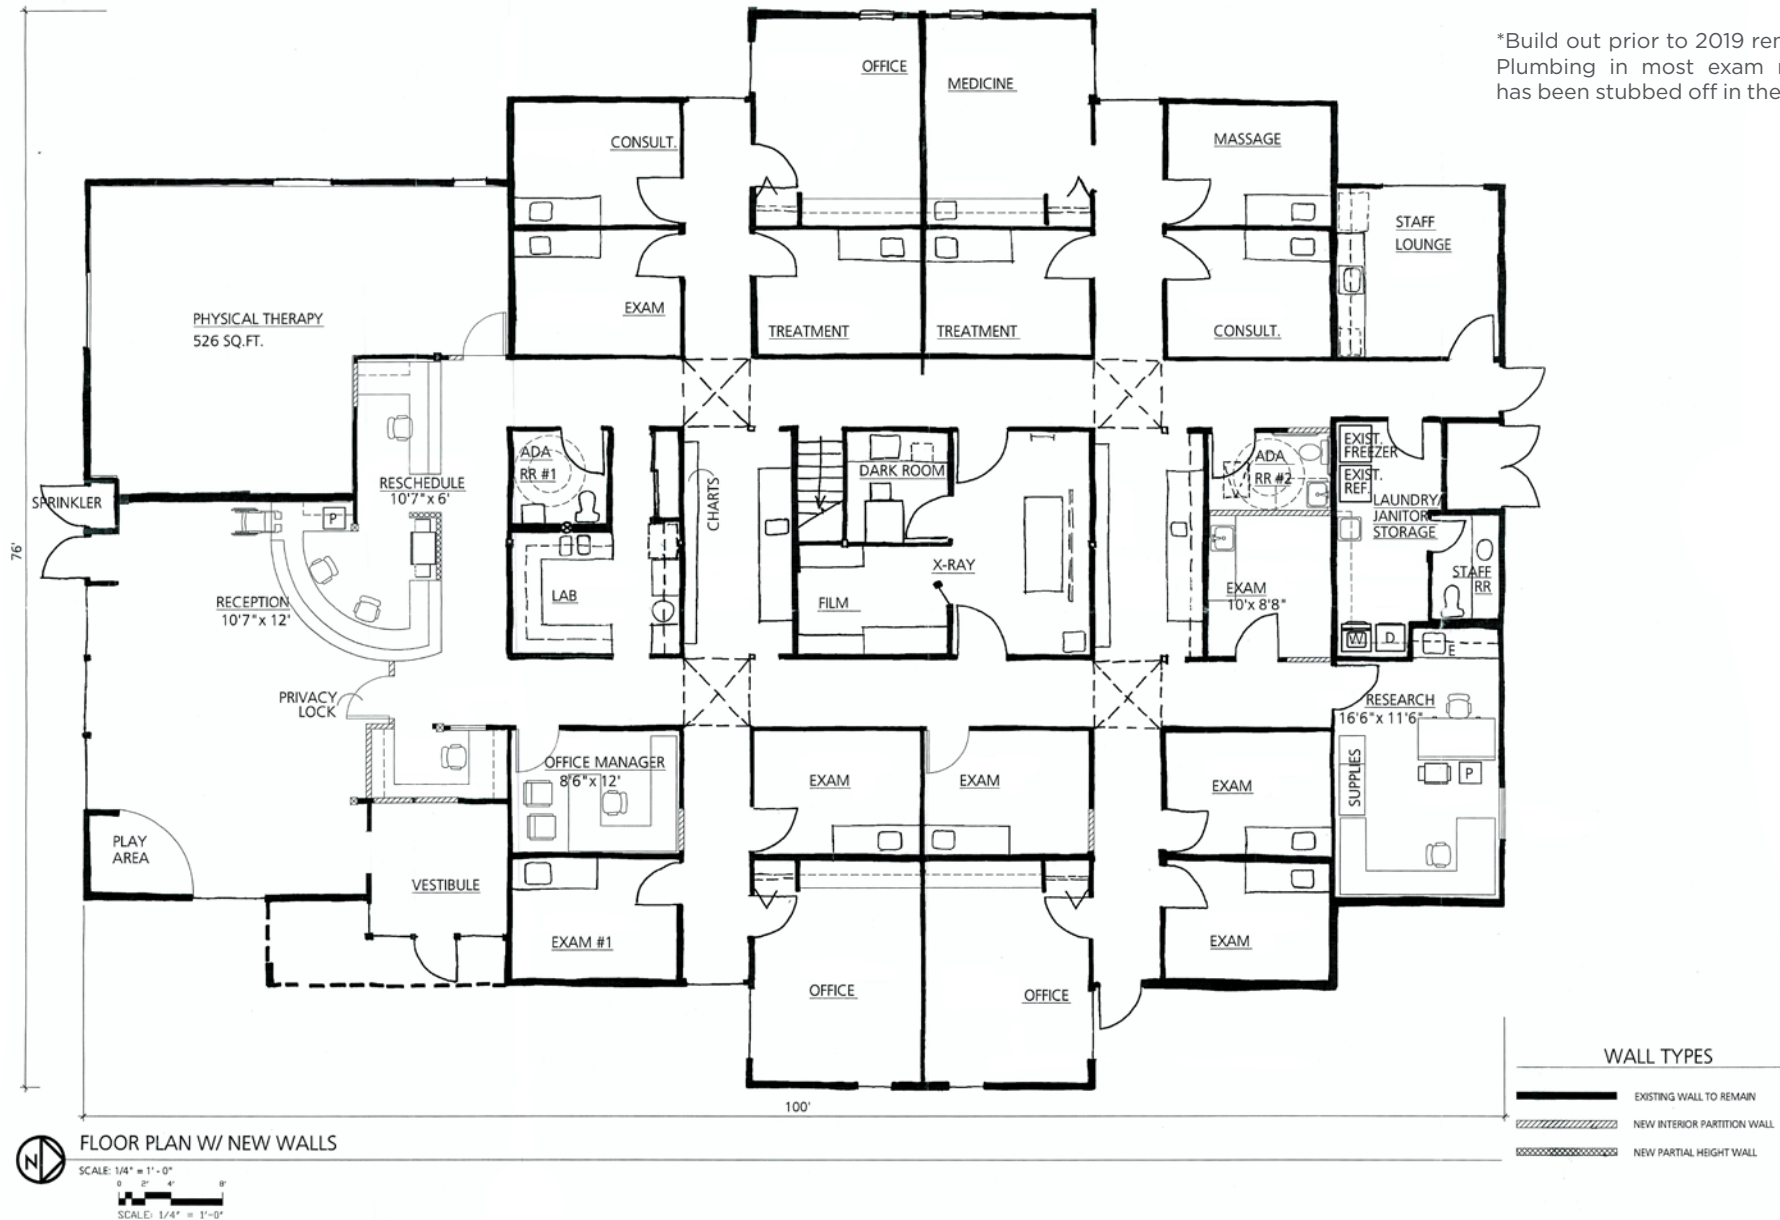 *Build out prior to 2019
Plumbing in most exam
has been stubbed off in the
OFFICE
MEDICINE
CONSULT.
MASSAGE
STAFF
LOUNGE
PHYSICAL THERAPY
526 SQ.FT.
EXAM
TREATMENT
TREATMENT
CONSULT.
ADA
RR #1
DARK ROOM
ADA
RR #2
EXIST.
FREEZER
EXIST.
REF.
RESCHEDULE
10'7" x 6'
SPRINKLER
P
CHARTS
LAUNDRY/
JANITOR/
STORAGE
76'
RECEPTION
10'7" x 12'
LAB
FILM
X-RAY
EXAM
10'x 8'8"
STAFF
RR
W
D
E
PRIVACY
LOCK
RESEARCH
16'6" x 11'6"
OFFICE MANAGER
8'6" x 12'
EXAM
EXAM
EXAM
SUPPLIES
P
PLAY
AREA
VESTIBULE
EXAM #1
EXAM
OFFICE
OFFICE
100'
WALL TYPES
EXISTING WALL TO REMAIN
NEW INTERIOR PARTITION WALL
NEW PARTIAL HEIGHT WALL
N
FLOOR PLAN W/ NEW WALLS
SCALE: 1/4" = 1' - 0"
0 2' 4' 8'
SCALE: 1/4" = 1'-0"